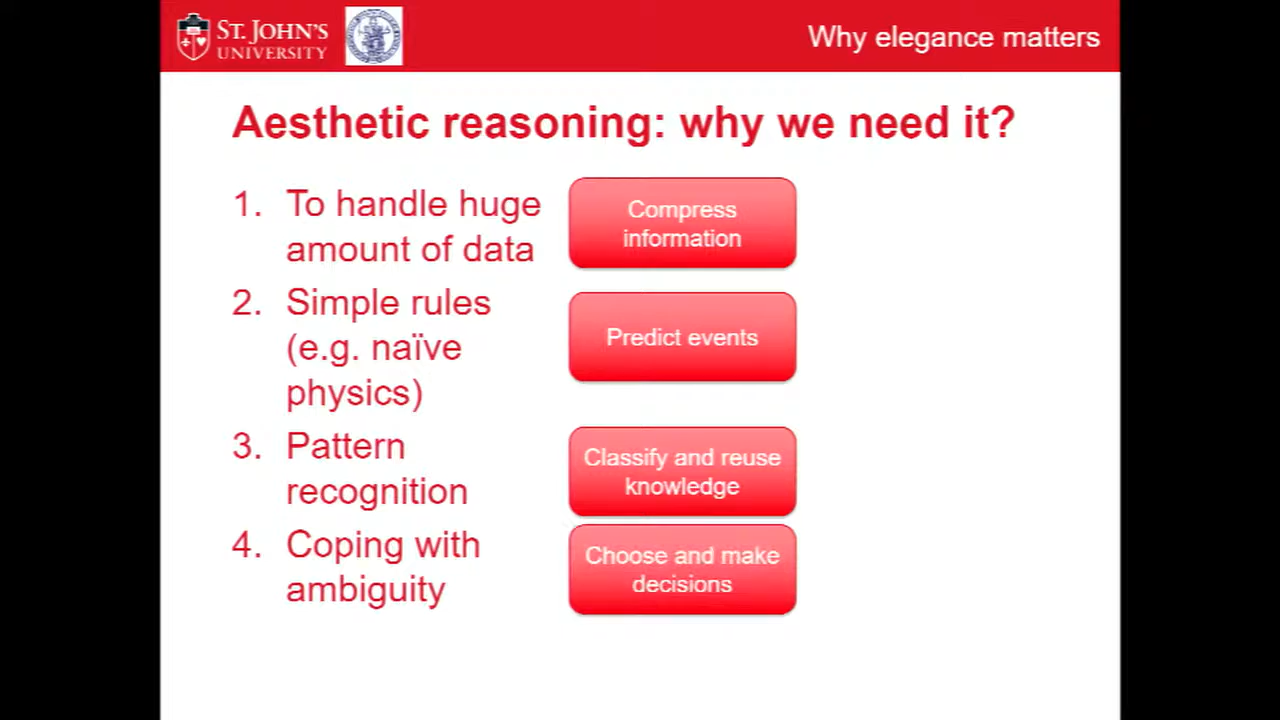 ST. JOHN'S
UNIVERSITY
Why elegance matters
Aesthetic reasoning: why we need it?
1. To handle huge
amount of data
Compress
information
2. Simple rules
(e.g. naïve
physics)
Predict events
3. Pattern
recognition
Classify and reuse
knowledge
4. Coping with
ambiguity
Choose and make
decisions